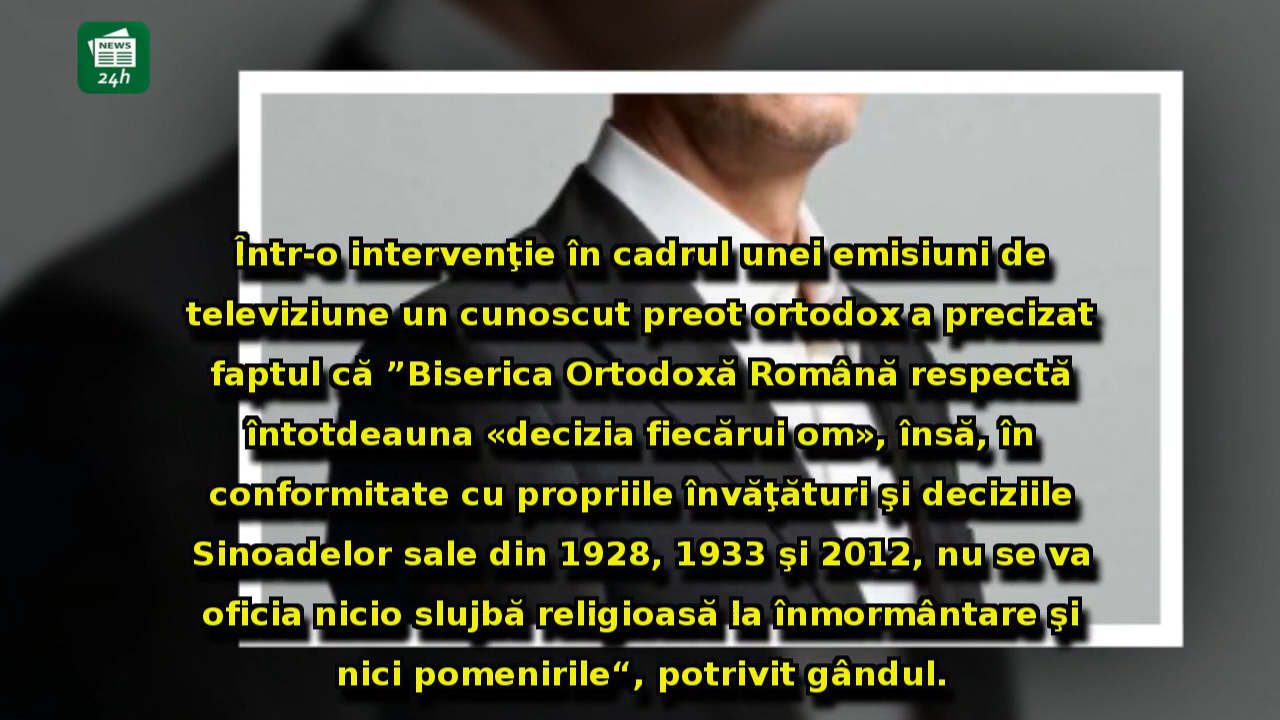 NEWS
24h
Într-o intervenţie în cadrul unei emisiuni de
televiziune un cunoscut preot ortodox a precizat
faptul că ”Biserica Ortodoxă Română respectă
întotdeauna «decizia fiecărui om», însă, în
conformitate cu propriile învăţături şi deciziile
Sinoadelor sale din 1928, 1933 şi 2012, nu se va
oficia nicio slujbă religioasă la înmormântare şi
nici pomenirile“, potrivit gândul.